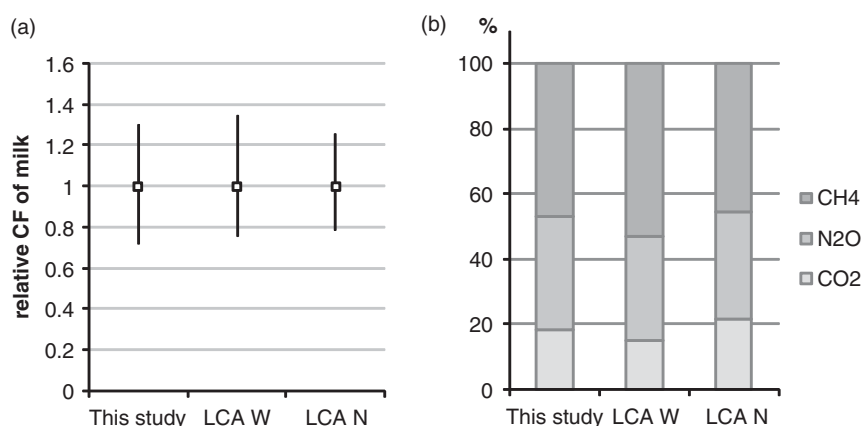 (a)
relative CF of milk
1.6
1.4
1.2
1
0.8
0.6
0.4
0.2
0
This study LCA W LCA N
(b)
%
100
80
60
40
20
0
This study LCA W LCA N
CH4
N2O
CO2